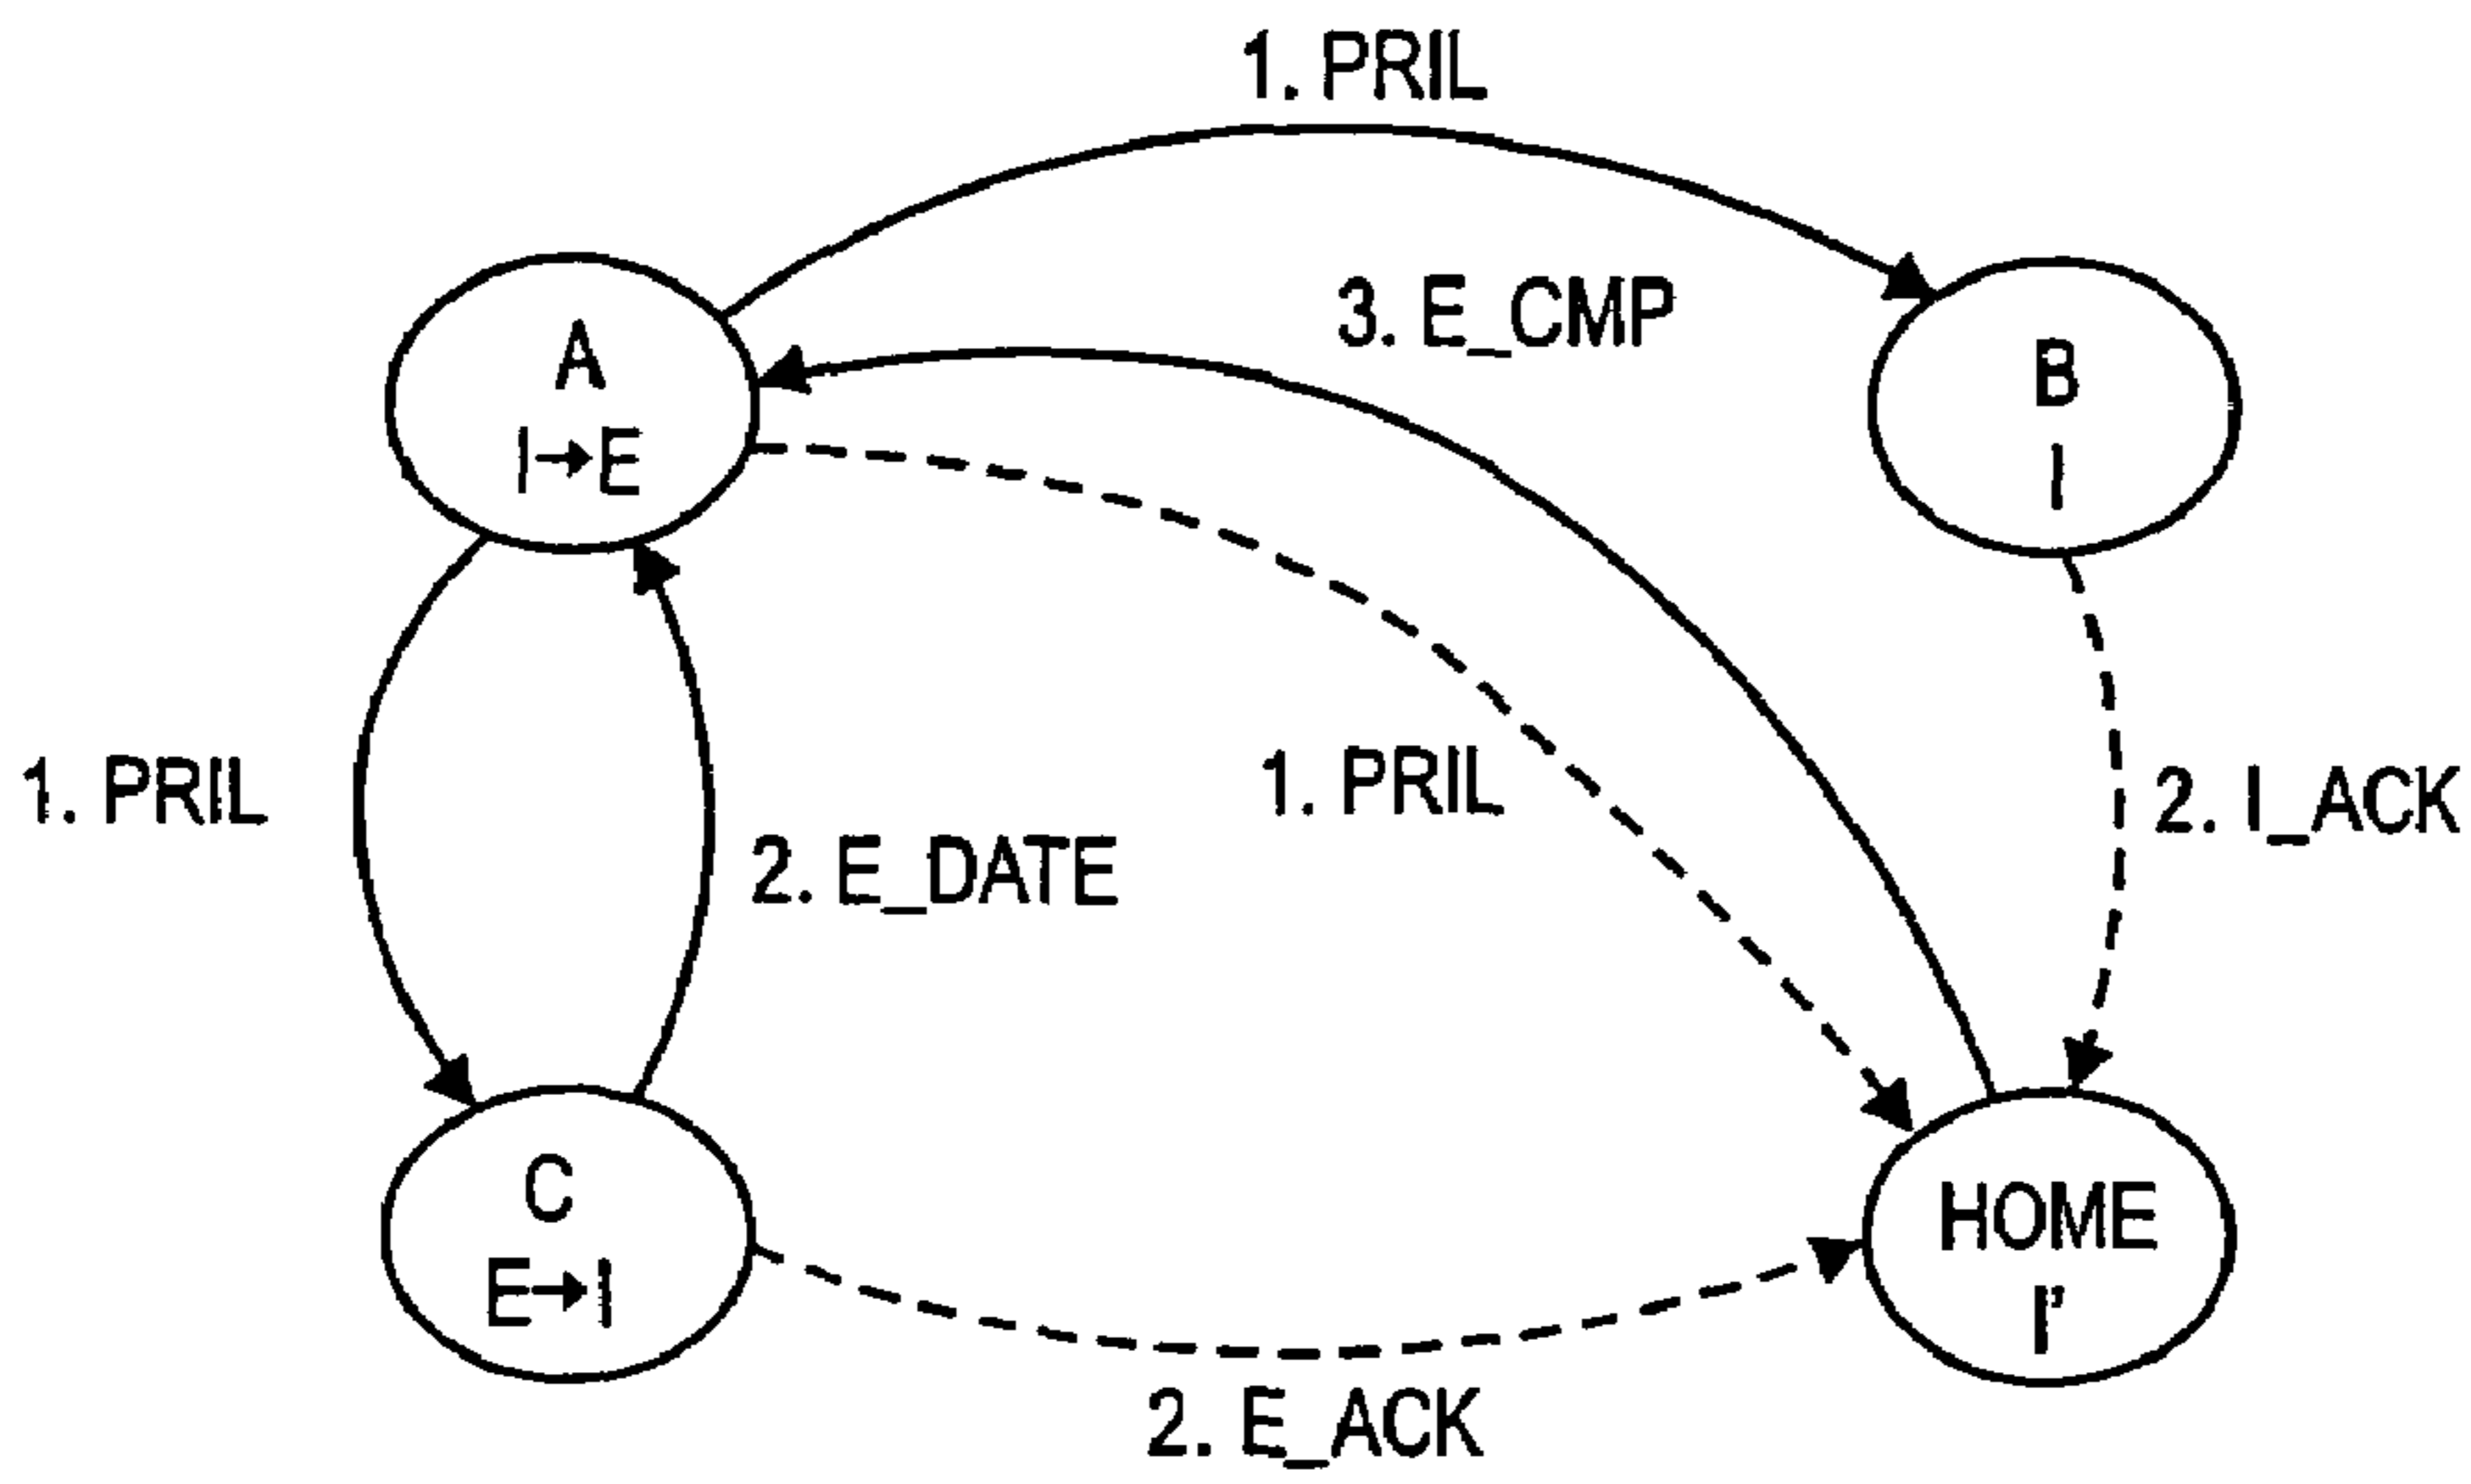 1. PRIL
3. E_CMP
A
I→E
B
I
1. PRIL
1. PRIL
2. I_ACK
2. E_DATE
C
E→I
HOME
I'
2. E_ACK